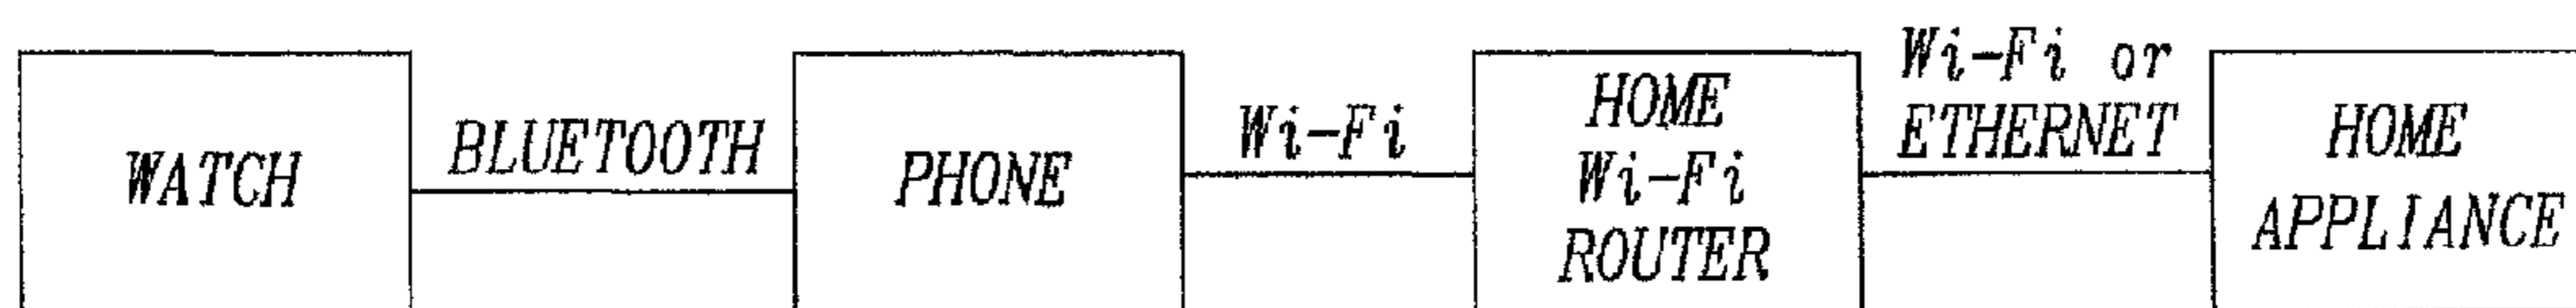 WATCH
BLUETOOTH
PHONE
Wi-Fi
HOME
Wi-Fi
ROUTER
Wi-Fi or
ETHERNET
HOME
APPLIANCE